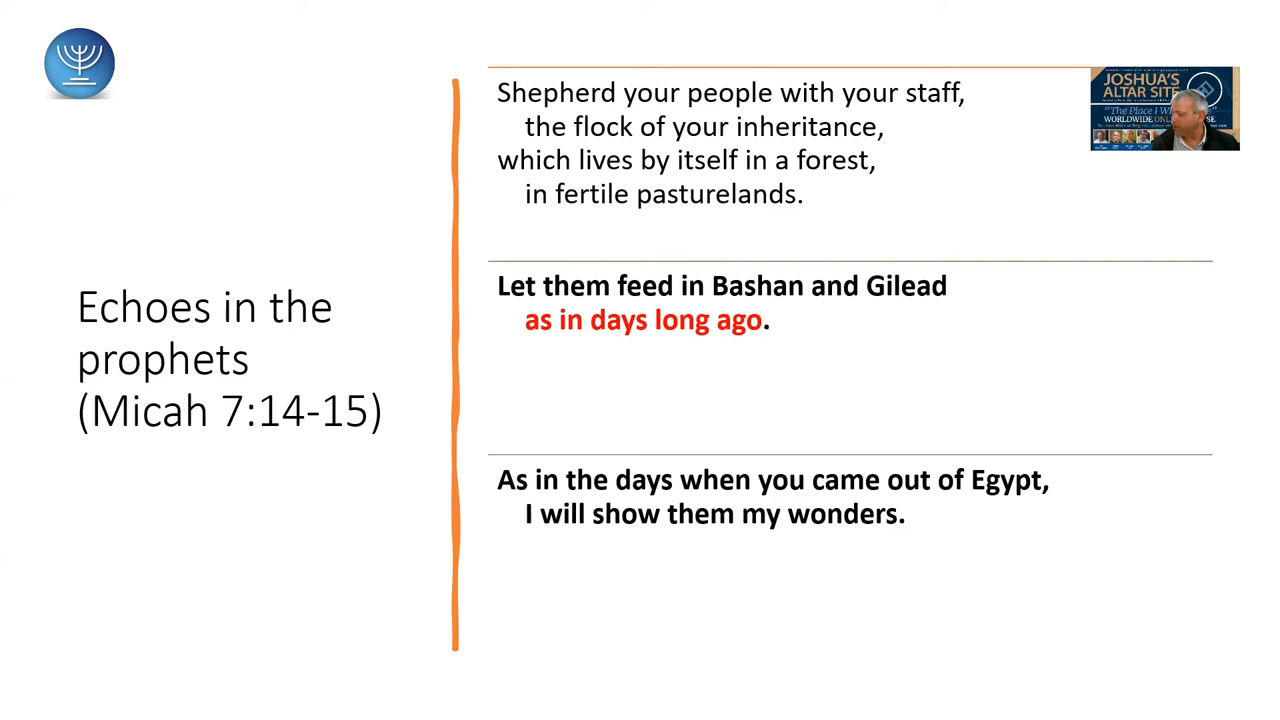 Echoes in the
prophets
(Micah 7:14-15)
Shepherd your people with your staff,
the flock of your inheritance,
which lives by itself in a forest,
in fertile pasturelands.
Let them feed in Bashan and Gilead
as in days long ago.
As in the days when you came out of Egypt,
I will show them my wonders.
JOSHUA'S
ALTAR SITE
"The Place I
WORLDWIDE